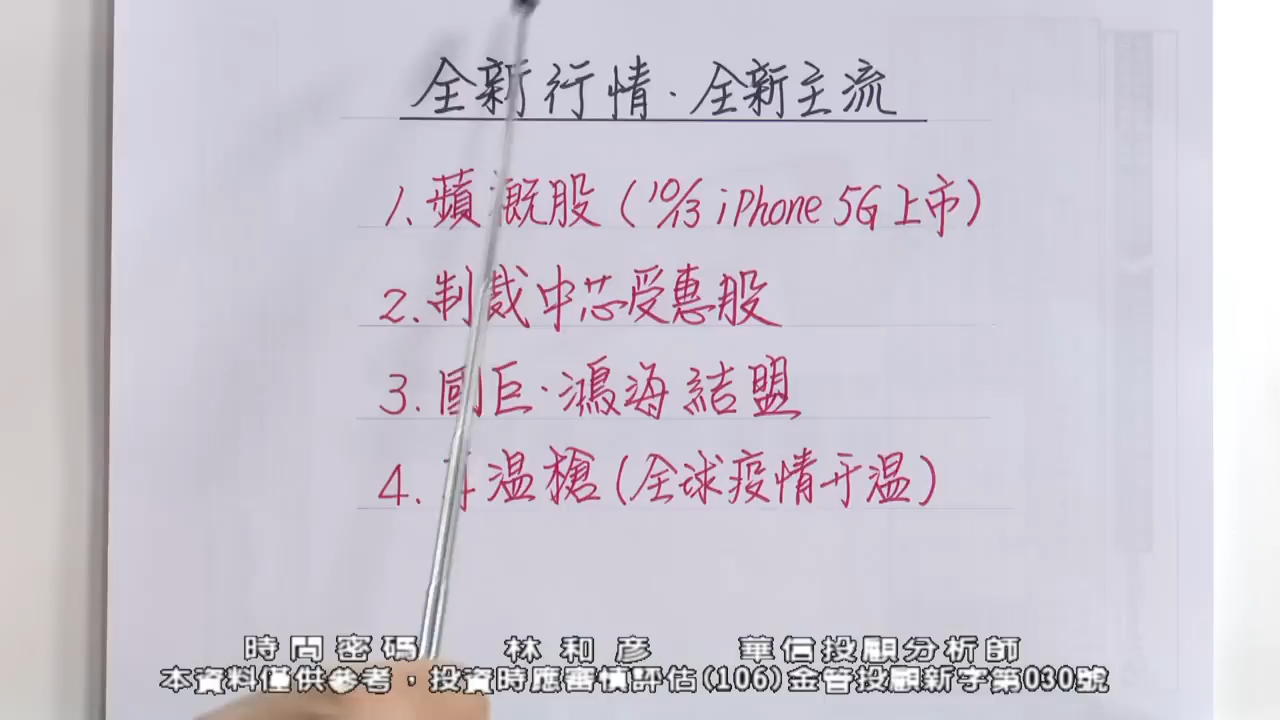 全新行情．全新主流
1. 蘋概股（10/13 iPhone 5G上市）
2. 制裁中芯受惠股
3. 國巨．鴻海結盟
4. 溫槍（全球疫情升溫）
時間密碼 林和彥 華信投顧分析師
本資料僅供參考，投資時應審慎評估(106)金管投顧新字第030號